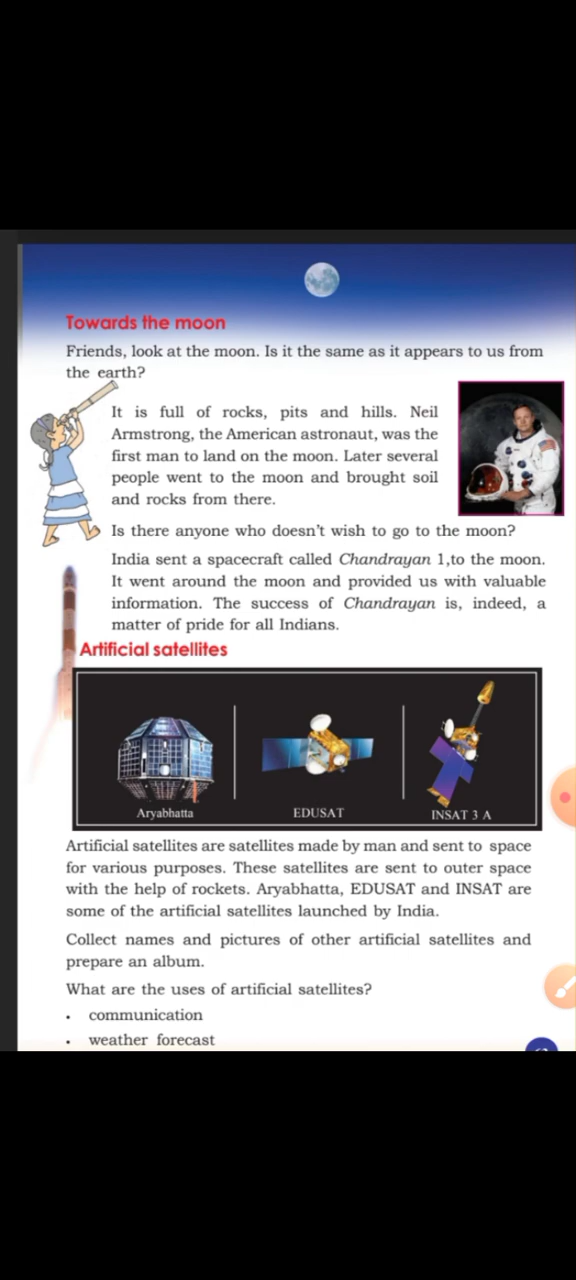 Towards the moon
Friends, look at the moon. Is it the same as it appears to us from
the earth?
It is full of rocks, pits and hills. Neil
Armstrong, the American astronaut, was the
first man to land on the moon. Later several
people went to the moon and brought soil
and rocks from there.
Is there anyone who doesn't wish to go to the moon?
India sent a spacecraft called Chandrayan 1,to the moon.
It went around the moon and provided us with valuable
information. The success of Chandrayan is, indeed, a
matter of pride for all Indians.
Artificial satellites
Aryabhatta EDUSAT INSAT 3 A
Artificial satellites are satellites made by man and sent to space
for various purposes. These satellites are sent to outer space
with the help of rockets. Aryabhatta, EDUSAT and INSAT are
some of the artificial satellites launched by India.
Collect names and pictures of other artificial satellites and
prepare an album.
What are the uses of artificial satellites?
• communication
• weather forecast